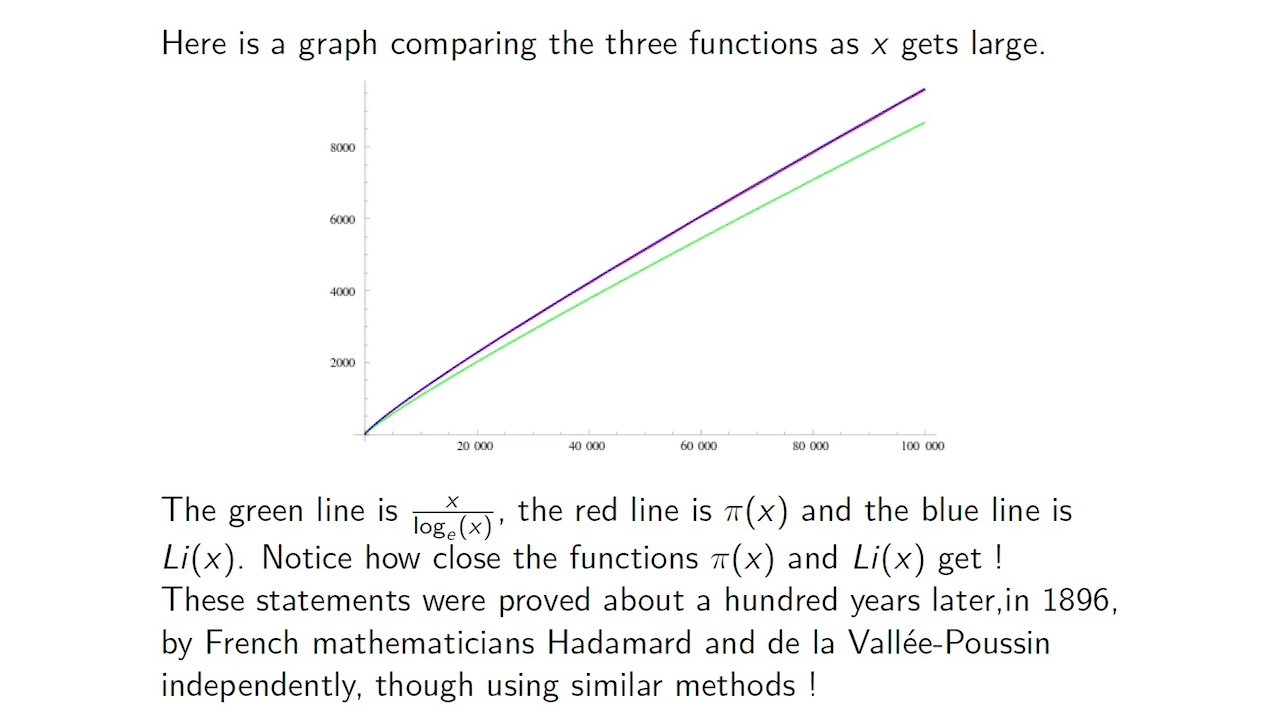 Here is a graph comparing the three functions as x gets large.
8000
6000
4000
2000
20 000 40 000 60 000 80 000 100 000
The green line is x/logₑ(x), the red line is π(x) and the blue line is
Li(x). Notice how close the functions π(x) and Li(x) get !
These statements were proved about a hundred years later,in 1896,
by French mathematicians Hadamard and de la Vallée-Poussin
independently, though using similar methods !